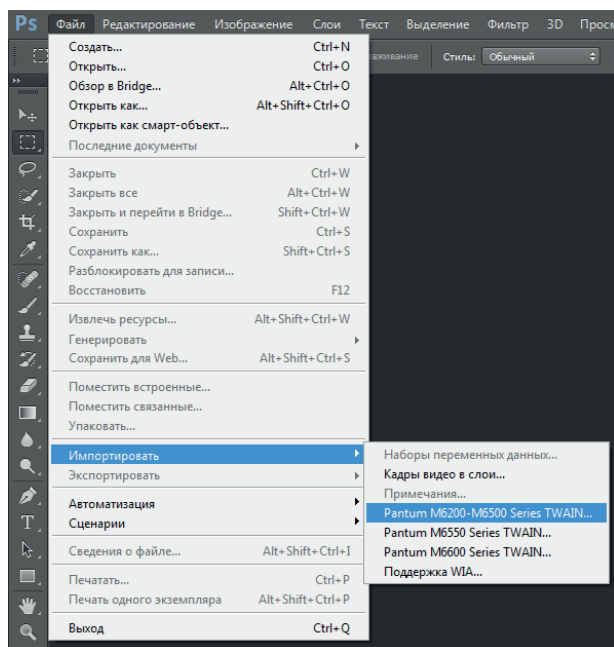 Ps Файл Редактирование Изображение Слои Текст Выделение Фильтр 3D Просм
Стиль: Обычный
Создать... Ctrl+N
Открыть... Ctrl+O
Обзор в Bridge... Alt+Ctrl+O
Открыть как... Alt+Shift+Ctrl+O
Открыть как смарт-объект...
Последние документы
Закрыть Ctrl+W
Закрыть все Alt+Ctrl+W
Закрыть и перейти в Bridge... Shift+Ctrl+W
Сохранить Ctrl+S
Сохранить как... Shift+Ctrl+S
Разблокировать для записи...
Восстановить F12
Извлечь ресурсы... Alt+Shift+Ctrl+W
Генерировать
Сохранить для Web... Alt+Shift+Ctrl+S
Поместить встроенные...
Поместить связанные...
Упаковать...
Импортировать
Экспортировать
Автоматизация
Сценарии
Сведения о файле... Alt+Shift+Ctrl+I
Печатать... Ctrl+P
Печать одного экземпляра Alt+Shift+Ctrl+P
Выход Ctrl+Q
Наборы переменных данных...
Кадры видео в слои...
Примечания...
Pantum M6200-M6500 Series TWAIN...
Pantum M6550 Series TWAIN...
Pantum M6600 Series TWAIN...
Поддержка WIA...